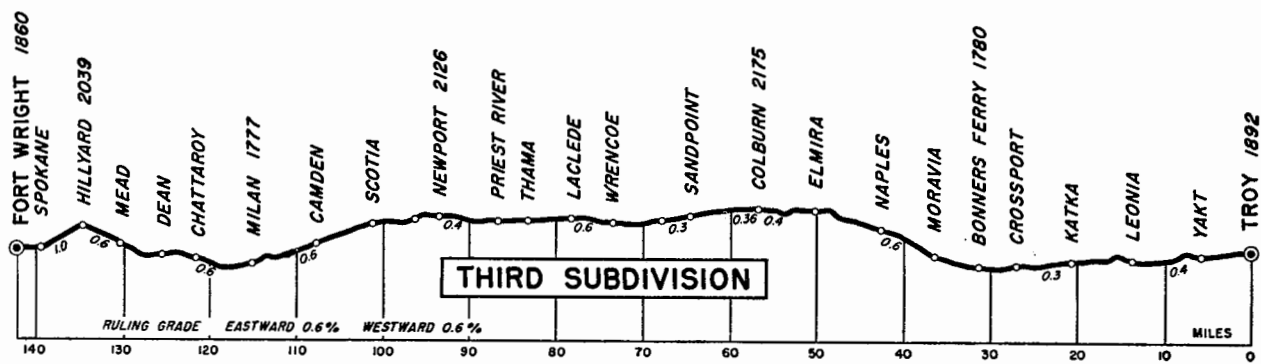 FORT WRIGHT 1860
SPOKANE
HILLYARD 2039
MEAD
DEAN
CHATTAROY
MILAN 1777
CAMDEN
SCOTIA
NEWPORT 2126
PRIEST RIVER
THAMA
LACLEDE
WRENCOE
SANDPOINT
COLBURN 2175
ELMIRA
NAPLES
MORAVIA
BONNERS FERRY 1780
CROSSPORT
KATKA
LEONIA
YAKT
TROY 1892
1.0 0.6 0.6 0.6 0.4 0.6 0.3 0.36 0.4 0.6 0.3 0.4
THIRD SUBDIVISION
RULING GRADE EASTWARD 0.6% WESTWARD 0.6%
MILES
140 130 120 110 100 90 80 70 60 50 40 30 20 10 0